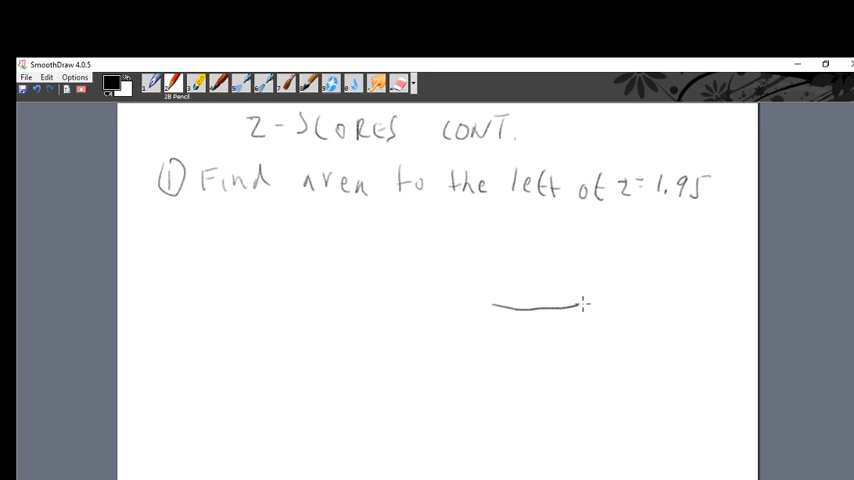 SmoothDraw 4.0.5
File Edit Options
2B Pencil
Z-SCORES CONT.
① Find area to the left of z=1.95